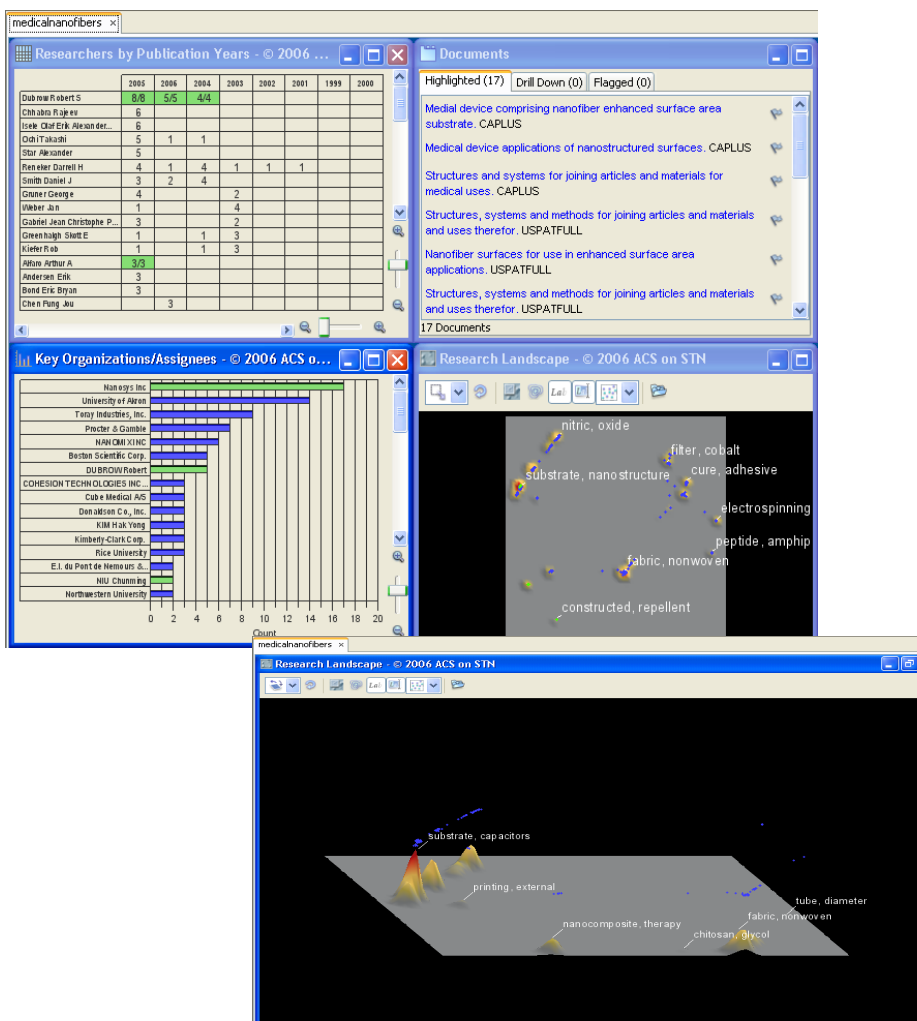 medicalnanofibers ×
Researchers by Publication Years - © 2006 ...
2005 2006 2004 2003 2002 2001 1999 2000
Dubrow Robert S 8/8 5/5 4/4
Chhabra Rajeev 6
Isele Olaf Erik Alexander... 6
Ochi Takashi 5 1 1
Star Alexander 5
Reneker Darrell H 4 1 4 1 1 1
Smith Daniel J 3 2 4
Gruner George 4 2
Weber Jan 1 4
Gabriel Jean Christophe P... 3 2
Greenhalgh Skott E 1 1 3
Kiefer Rob 1 1 3
Alfaro Arthur A 3/3
Andersen Erik 3
Bond Eric Bryan 3
Chen Fung Jou 3
Documents
Highlighted (17) Drill Down (0) Flagged (0)
Medial device comprising nanofiber enhanced surface area
substrate. CAPLUS
Medical device applications of nanostructured surfaces. CAPLUS
Structures and systems for joining articles and materials for
medical uses. CAPLUS
Structures, systems and methods for joining articles and materials
and uses therefor. USPATFULL
Nanofiber surfaces for use in enhanced surface area
applications. USPATFULL
Structures, systems and methods for joining articles and materials
and uses therefor. USPATFULL
17 Documents
Key Organizations/Assignees - © 2006 ACS o...
Nanosys Inc
University of Akron
Toray Industries, Inc.
Procter & Gamble
NANOMIX INC
Boston Scientific Corp.
DUBROW Robert
COHESION TECHNOLOGIES INC...
Cube Medical A/S
Donaldson Co., Inc.
KIM Hak Yong
Kimberly-Clark Corp.
Rice University
E.I. du Pont de Nemours &...
NIU Chunming
Northwestern University
0 2 4 6 8 10 12 14 16 18 20
Count
Research Landscape - © 2006 ACS on STN
Lai
nitric, oxide
filter, cobalt
cure, adhesive
substrate, nanostructure
electrospinning
peptide, amphip
fabric, nonwoven
constructed, repellent
medicalnanofibers ×
Research Landscape - © 2006 ACS on STN
Lai
substrate, capacitors
printing, external
tube, diameter
fabric, nonwoven
nanocomposite, therapy
chitosan, glycol